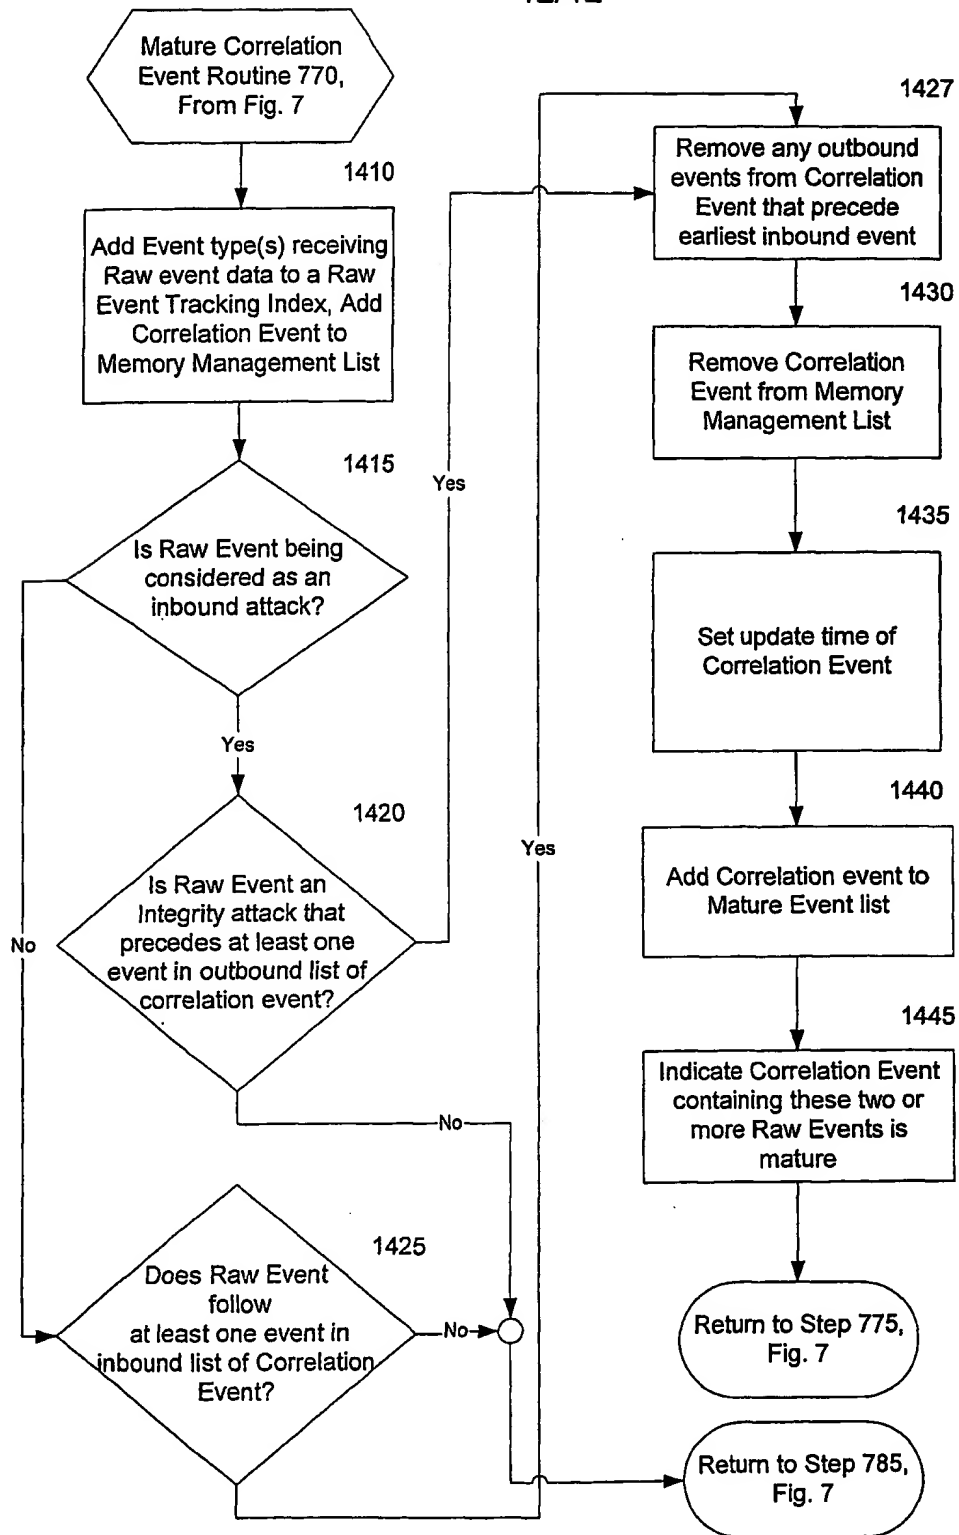 Mature Correlation
Event Routine 770,
From Fig. 7
1410
Add Event type(s) receiving
Raw event data to a Raw
Event Tracking Index, Add
Correlation Event to
Memory Management List
1415
Is Raw Event being
considered as an
inbound attack?
Yes
No
1420
Is Raw Event an
Integrity attack that
precedes at least one
event in outbound list of
correlation event?
Yes
No
1425
Does Raw Event
follow
at least one event in
inbound list of Correlation
Event?
No
Yes
1427
Remove any outbound
events from Correlation
Event that precede
earliest inbound event
1430
Remove Correlation
Event from Memory
Management List
1435
Set update time of
Correlation Event
1440
Add Correlation event to
Mature Event list
1445
Indicate Correlation Event
containing these two or
more Raw Events is
mature
Return to Step 775,
Fig. 7
Return to Step 785,
Fig. 7